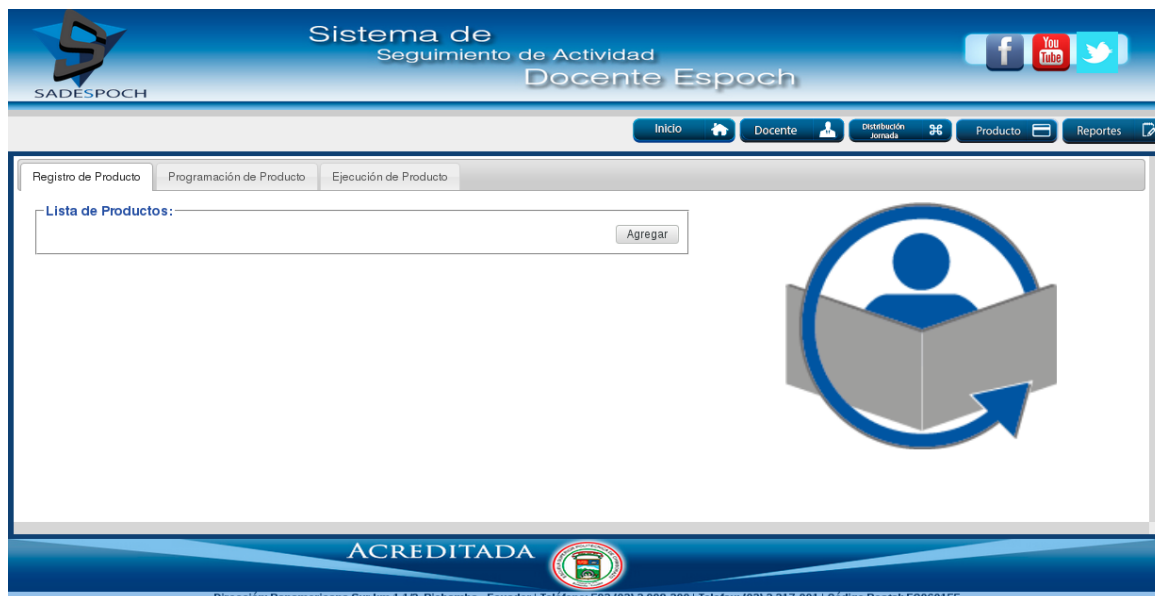 Sistema de
Seguimiento de Actividad
Docente Espoch
SADESPOCH
You
Tube
Inicio
Docente
Distribución
Jornada
Producto
Reportes
Registro de Producto
Programación de Producto
Ejecución de Producto
Lista de Productos:
Agregar
ACREDITADA